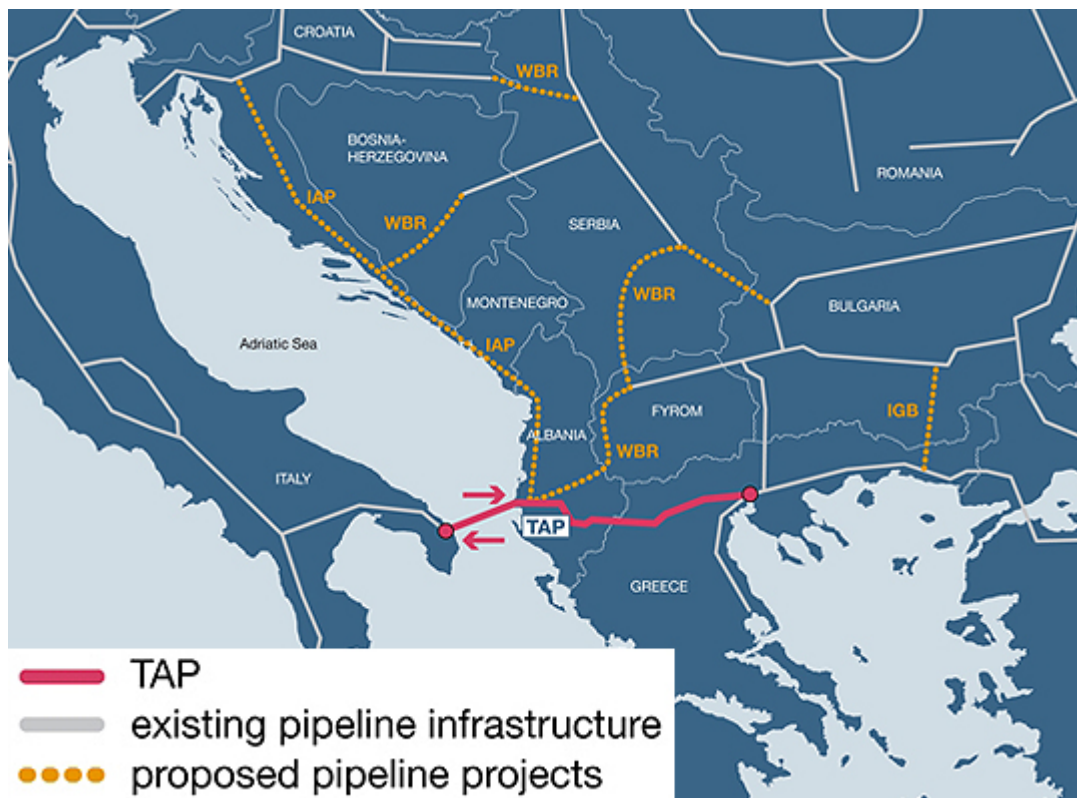 CROATIA
WBR
BOSNIA-
HERZEGOVINA
ROMANIA
IAP
WBR
SERBIA
WBR
MONTENEGRO
BULGARIA
Adriatic Sea
IAP
FYROM
IGB
ALBANIA
WBR
ITALY
TAP
GREECE
TAP
existing pipeline infrastructure
proposed pipeline projects